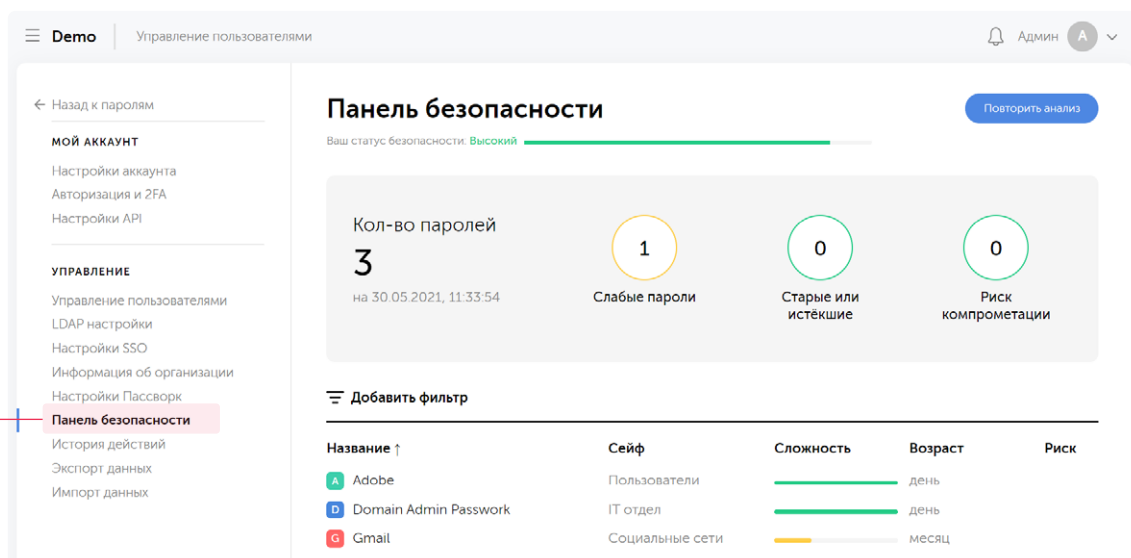 Demo
Управление пользователями
Админ
A
Назад к паролям
МОЙ АККАУНТ
Настройки аккаунта
Авторизация и 2FA
Настройки API
УПРАВЛЕНИЕ
Управление пользователями
LDAP настройки
Настройки SSO
Информация об организации
Настройки Пассворк
Панель безопасности
История действий
Экспорт данных
Импорт данных
Панель безопасности
Повторить анализ
Ваш статус безопасности: Высокий
Кол-во паролей
3
на 30.05.2021, 11:33:54
1
Слабые пароли
0
Старые или
истёкшие
0
Риск
компрометации
Добавить фильтр
Название ↑ Сейф Сложность Возраст Риск
A Adobe Пользователи день
D Domain Admin Passwork IT отдел день
G Gmail Социальные сети месяц